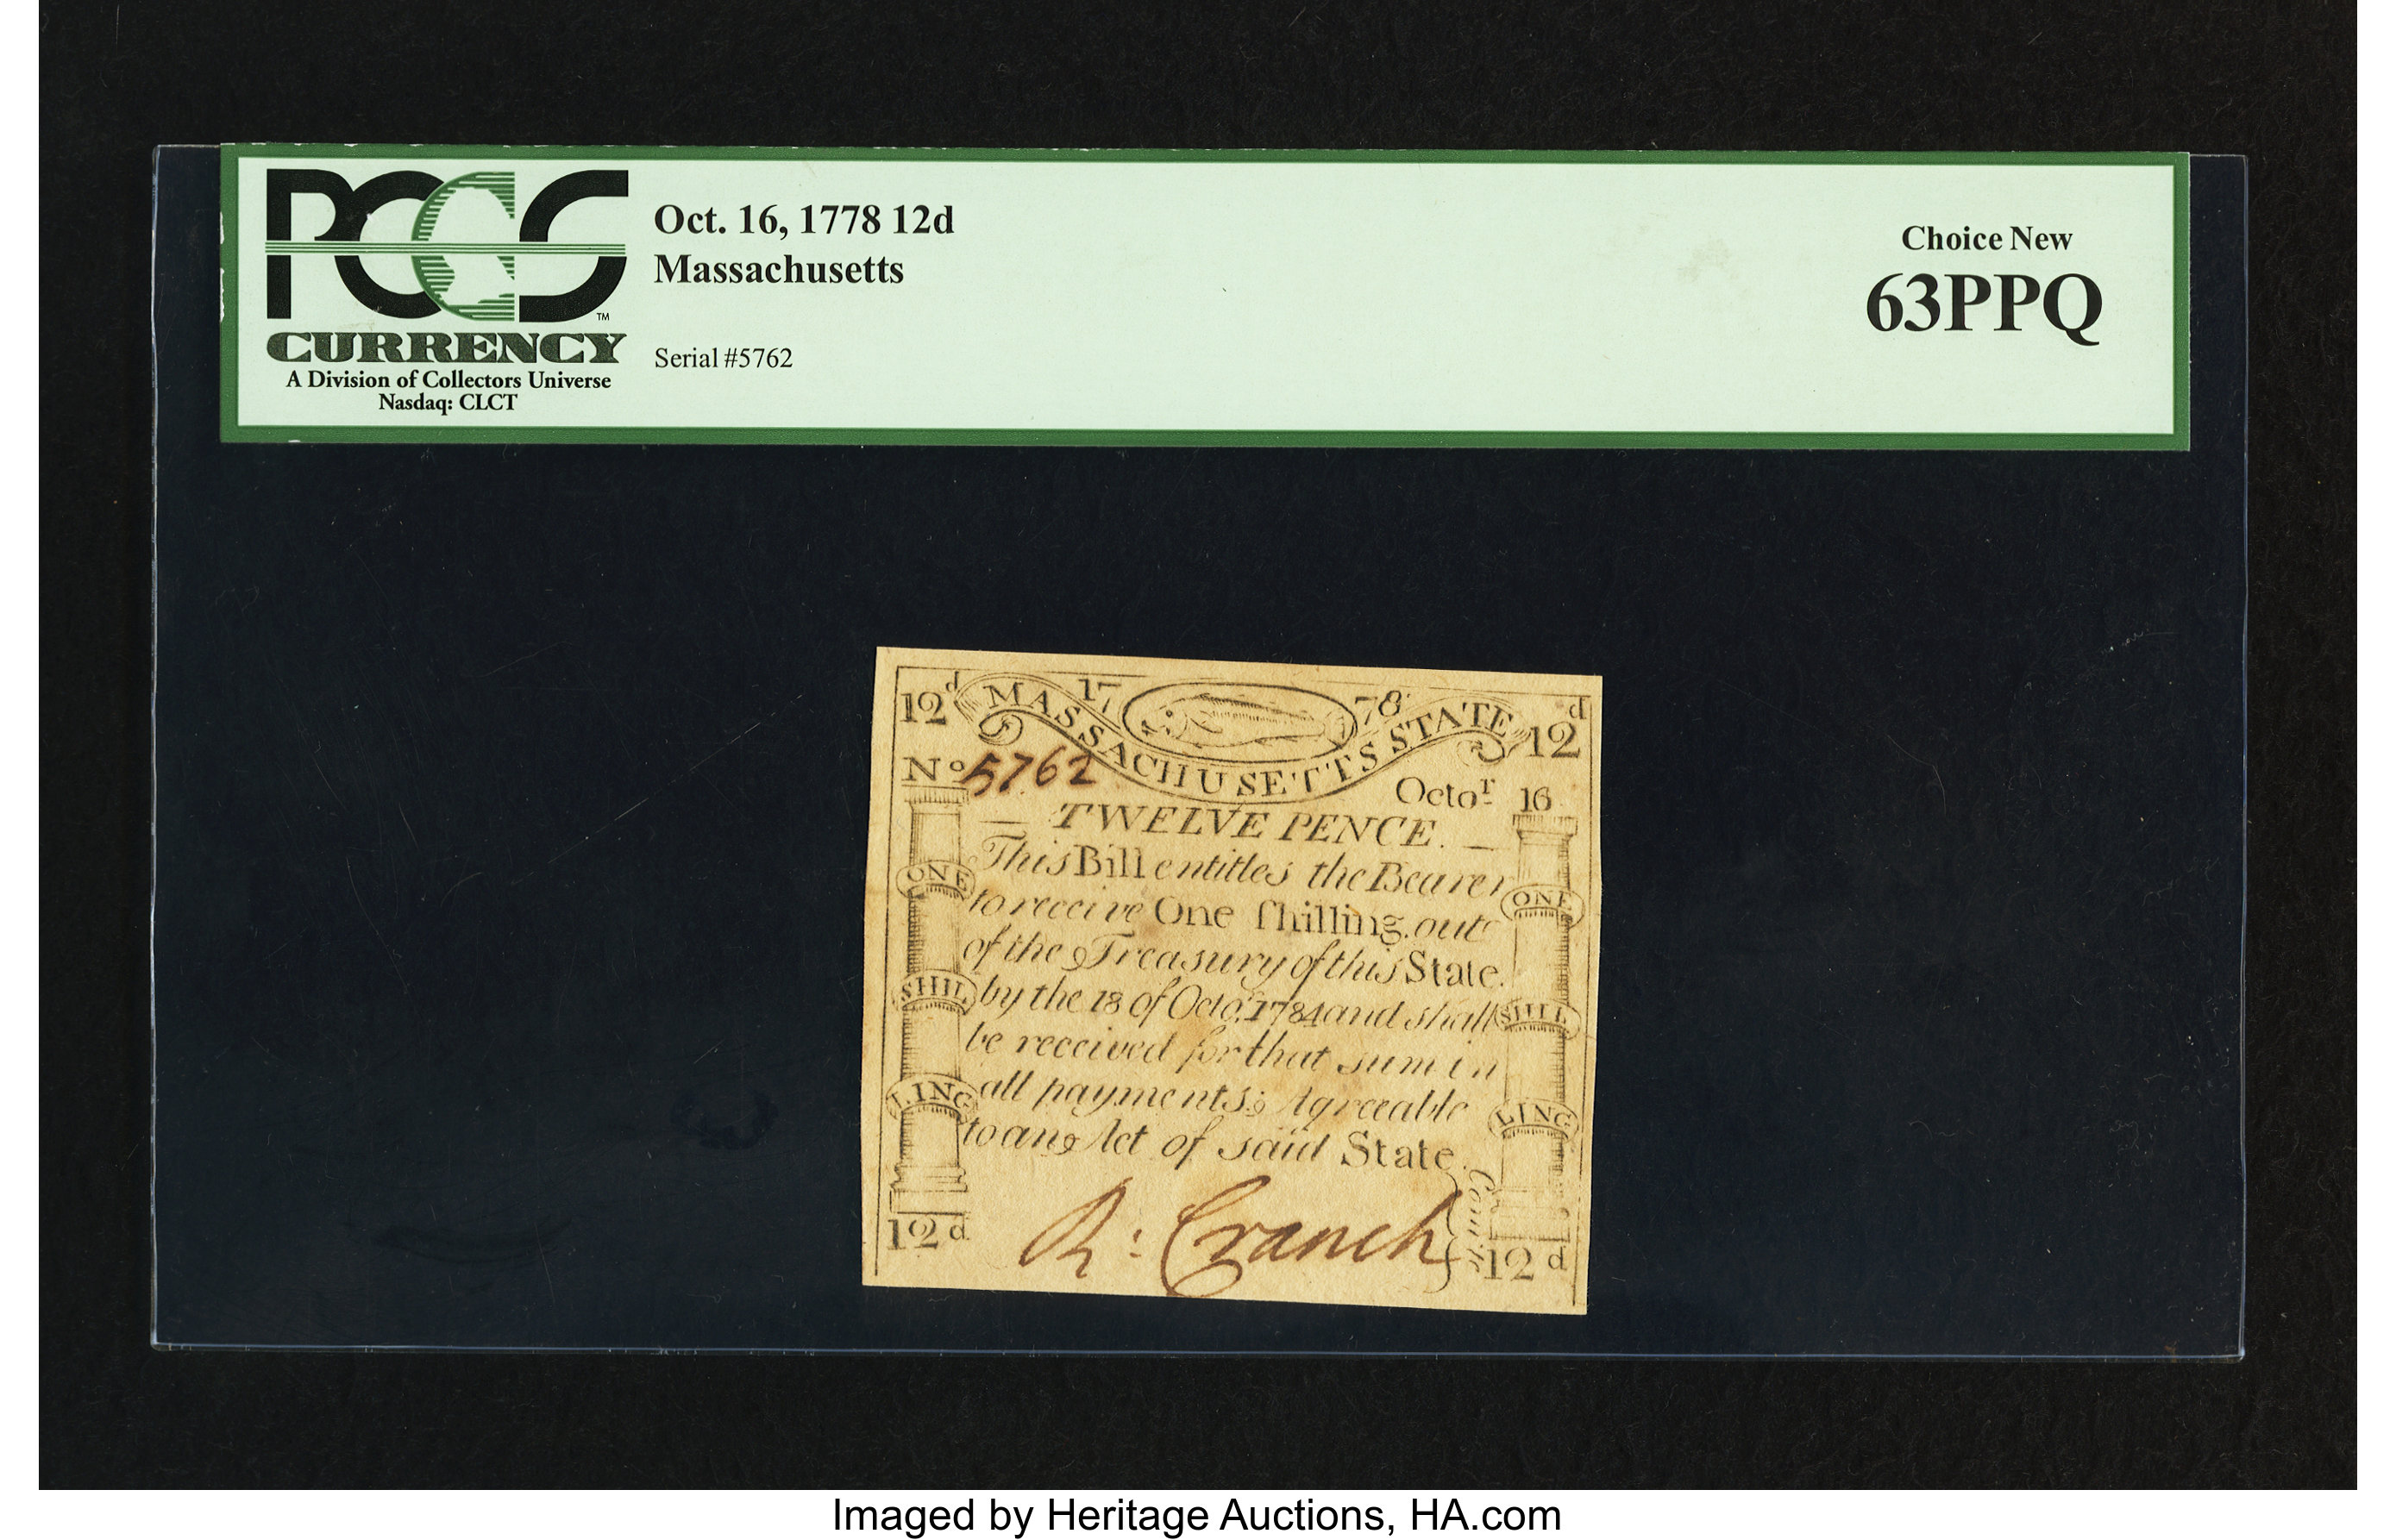 PCGS
™
CURRENCY
A Division of Collectors Universe
Nasdaq: CLCT
Oct. 16, 1778 12d
Massachusetts
Serial #5762
Choice New
63PPQ
12d 17 78 12d
MASSACHUSETTS STATE
No 5762
Octor 16
TWELVE PENCE.
This Bill entitles the Bearer
to receive One ſhilling out
of the Treasury of this State.
by the 18 of Octor. 1784 and shall
be received for that sum in
all payments Agreeable
to an Act of said State.
ONE
SHIL
LING
ONE
SHIL
LING
R: Cranch
12d
12d
Imaged by Heritage Auctions, HA.com